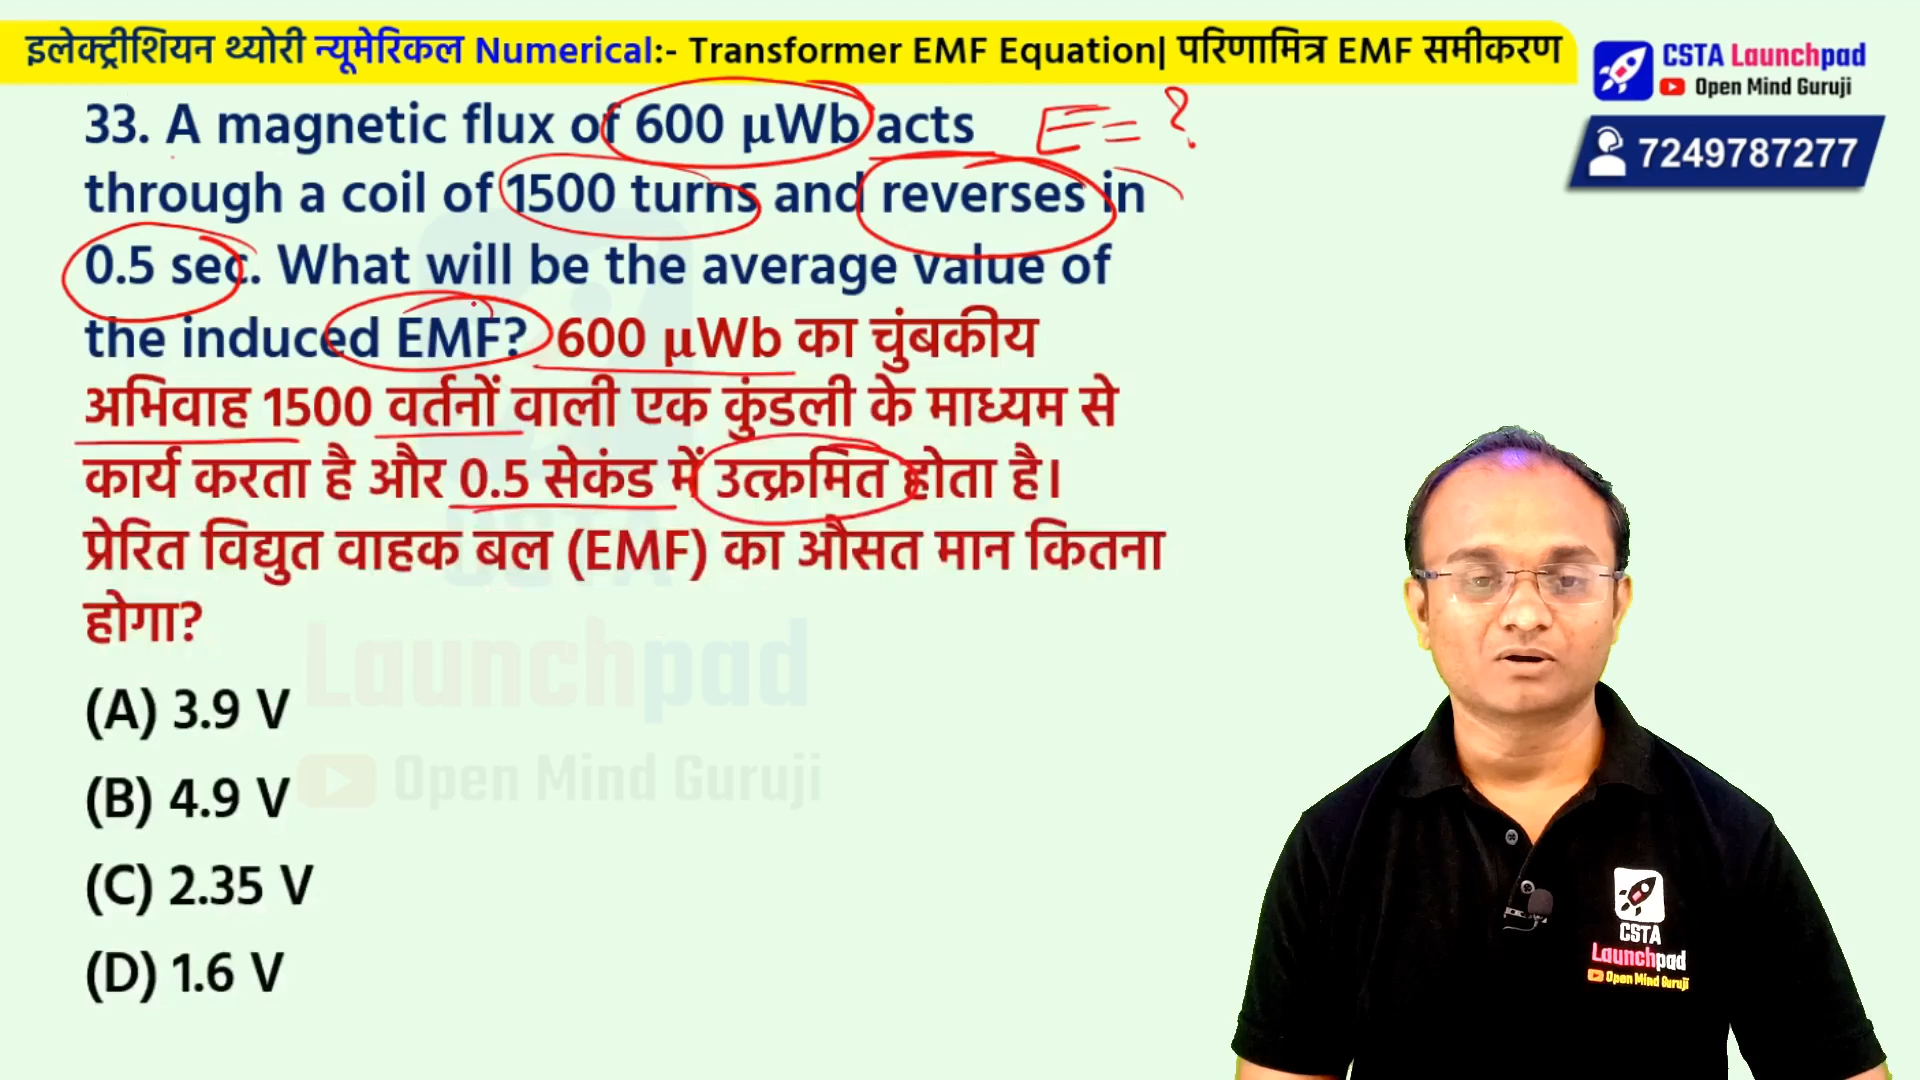 इलेक्ट्रीशियन थ्योरी न्यूमेरिकल Numerical:- Transformer EMF Equation| परिणामित्र EMF समीकरण
CSTA Launchpad
Open Mind Guruji
7249787277
33. A magnetic flux of 600 µWb acts
E = ?
through a coil of 1500 turns and reverses in
0.5 sec. What will be the average value of
the induced EMF? 600 µWb का चुंबकीय
अभिवाह 1500 वर्तनों वाली एक कुंडली के माध्यम से
कार्य करता है और 0.5 सेकंड में उत्क्रमित होता है।
प्रेरित विद्युत वाहक बल (EMF) का औसत मान कितना
होगा?
(A) 3.9 V
(B) 4.9 V
(C) 2.35 V
(D) 1.6 V
CSTA
Launchpad
Open Mind Guruji
CSTA
Launchpad
Open Mind Guruji